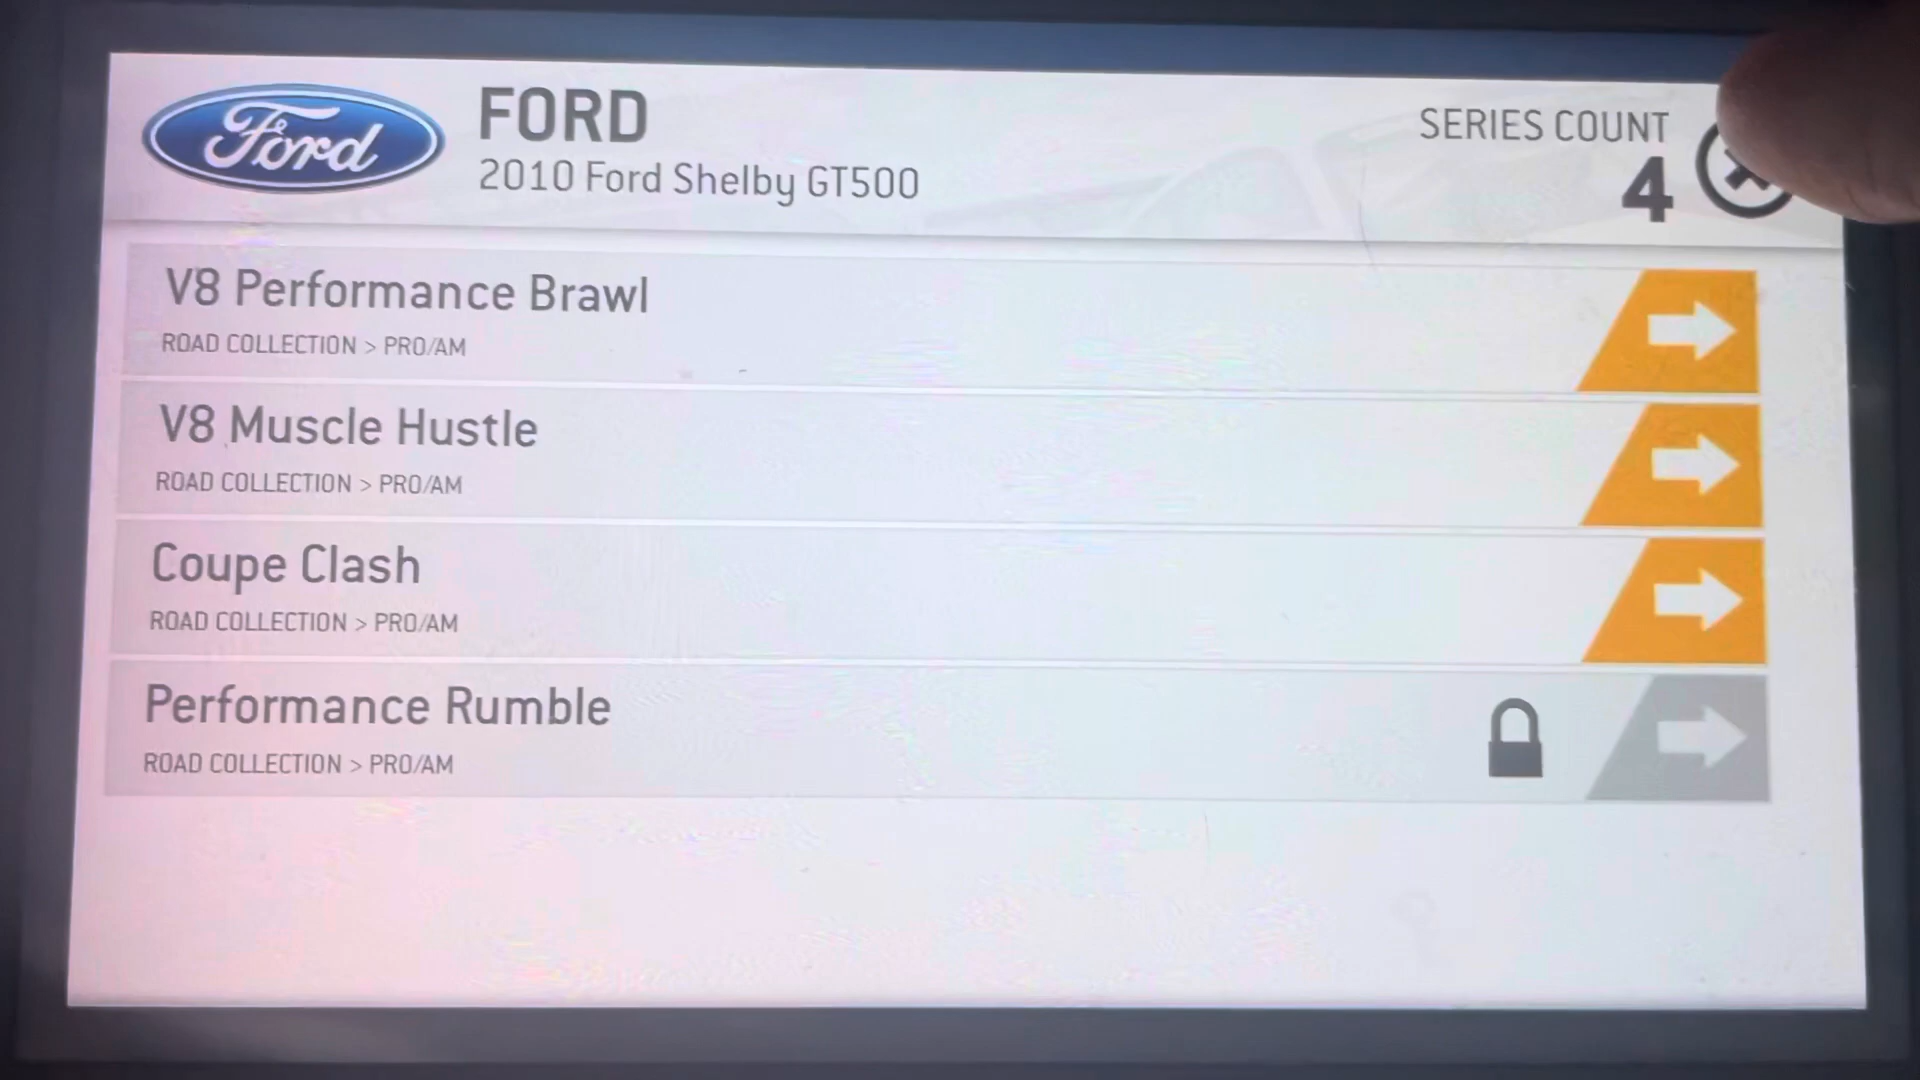 Ford
FORD
2010 Ford Shelby GT500
SERIES COUNT
4
V8 Performance Brawl
ROAD COLLECTION > PRO/AM
V8 Muscle Hustle
ROAD COLLECTION > PRO/AM
Coupe Clash
ROAD COLLECTION > PRO/AM
Performance Rumble
ROAD COLLECTION > PRO/AM